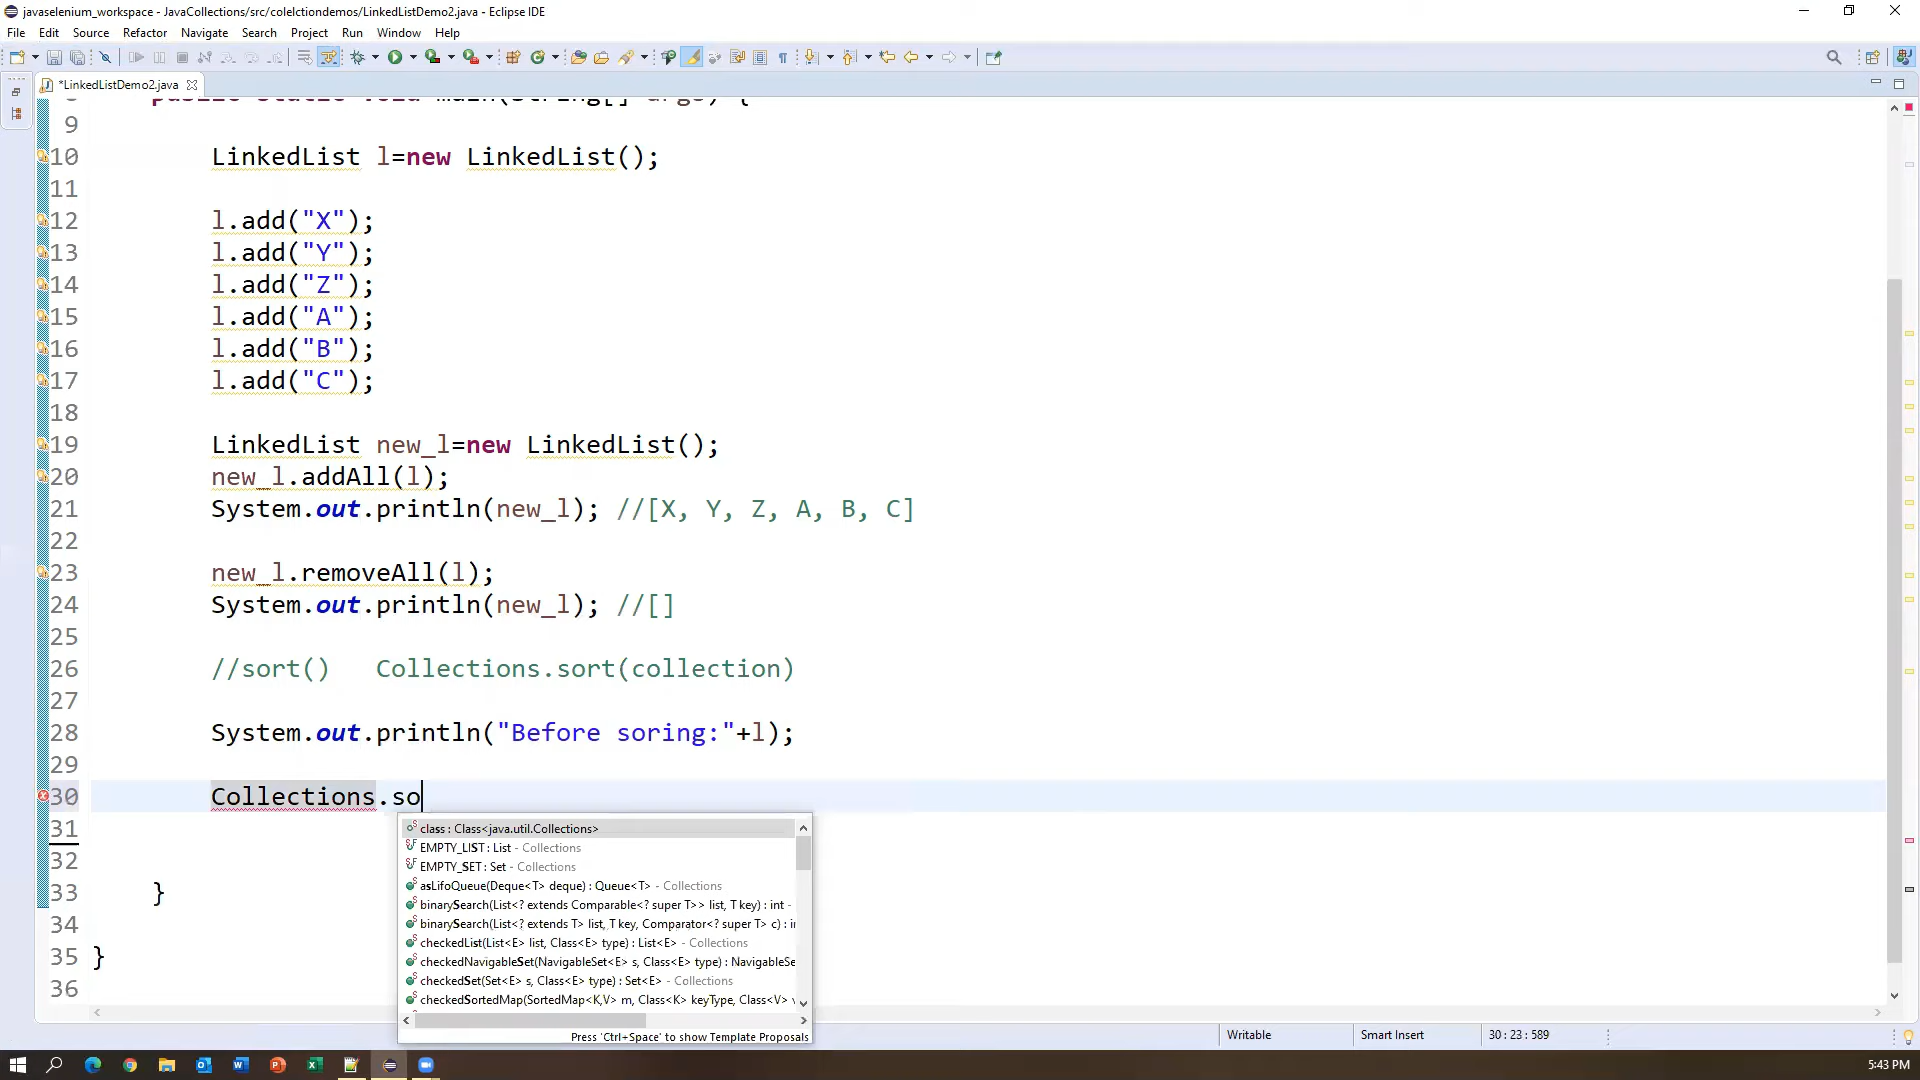 javaselenium_workspace - JavaCollections/src/colelctiondemos/LinkedListDemo2.java - Eclipse IDE
File Edit Source Refactor Navigate Search Project Run Window Help
*LinkedListDemo2.java
public static void main(String[] args) {
9
10 LinkedList l=new LinkedList();
11
12 l.add("X");
13 l.add("Y");
14 l.add("Z");
15 l.add("A");
16 l.add("B");
17 l.add("C");
18
19 LinkedList new_l=new LinkedList();
20 new_l.addAll(l);
21 System.out.println(new_l); //[X, Y, Z, A, B, C]
22
23 new_l.removeAll(l);
24 System.out.println(new_l); //[]
25
26 //sort() Collections.sort(collection)
27
28 System.out.println("Before soring:"+l);
29
30 Collections.so
31
32
33 }
34
35 }
36
class : Class<java.util.Collections>
EMPTY_LIST : List - Collections
EMPTY_SET : Set - Collections
asLifoQueue(Deque<T> deque) : Queue<T> - Collections
binarySearch(List<? extends Comparable<? super T>> list, T key) : int -
binarySearch(List<? extends T> list, T key, Comparator<? super T> c) : i
checkedList(List<E> list, Class<E> type) : List<E> - Collections
checkedNavigableSet(NavigableSet<E> s, Class<E> type) : NavigableSe
checkedSet(Set<E> s, Class<E> type) : Set<E> - Collections
checkedSortedMap(SortedMap<K,V> m, Class<K> keyType, Class<V> v
Press 'Ctrl+Space' to show Template Proposals
Writable Smart Insert 30 : 23 : 589
5:43 PM